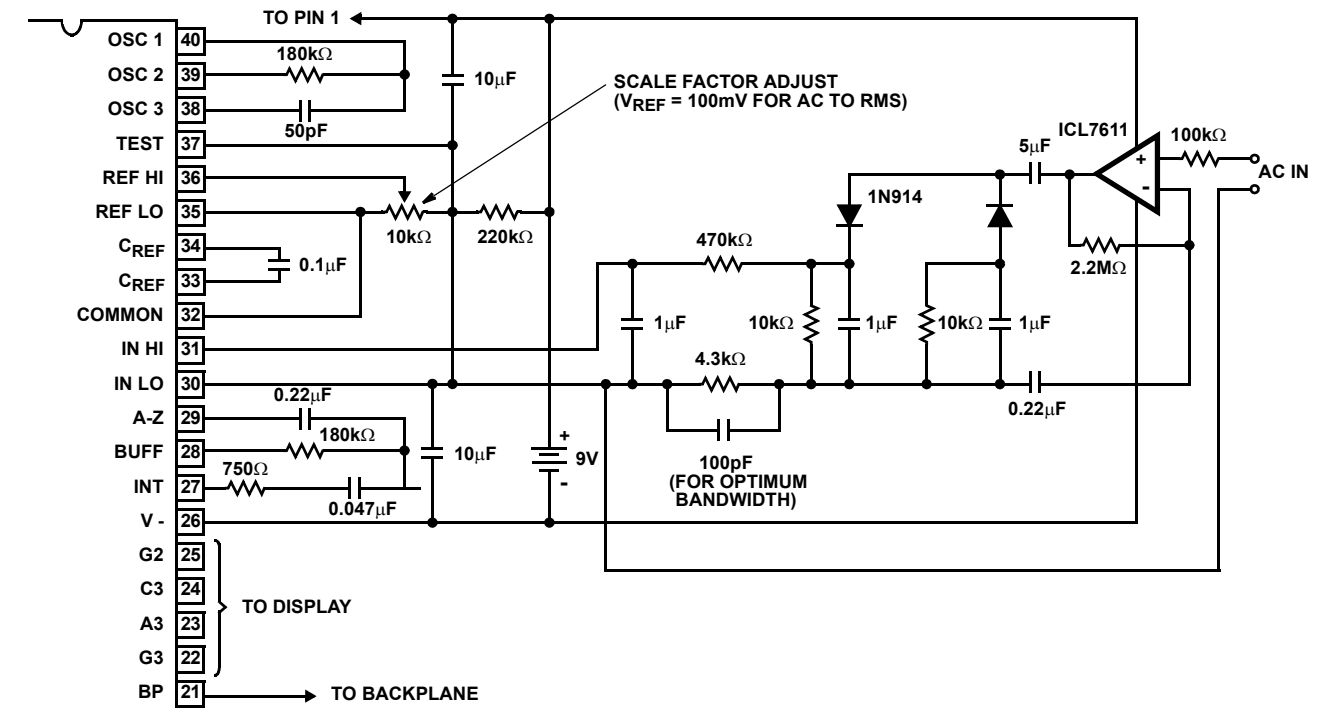 TO PIN 1
OSC 1 40
180kΩ
OSC 2 39
10µF
SCALE FACTOR ADJUST
(VREF = 100mV FOR AC TO RMS)
OSC 3 38
50pF
TEST 37
ICL7611
100kΩ
5µF
+
-
AC IN
REF HI 36
1N914
REF LO 35
10kΩ
220kΩ
470kΩ
2.2MΩ
CREF 34
0.1µF
CREF 33
COMMON 32
1µF
10kΩ
1µF
10kΩ
1µF
IN HI 31
4.3kΩ
IN LO 30
0.22µF
0.22µF
A-Z 29
180kΩ
BUFF 28
10µF
+
9V
-
100pF
(FOR OPTIMUM
BANDWIDTH)
750Ω
INT 27
0.047µF
V - 26
G2 25
C3 24
TO DISPLAY
A3 23
G3 22
BP 21
TO BACKPLANE